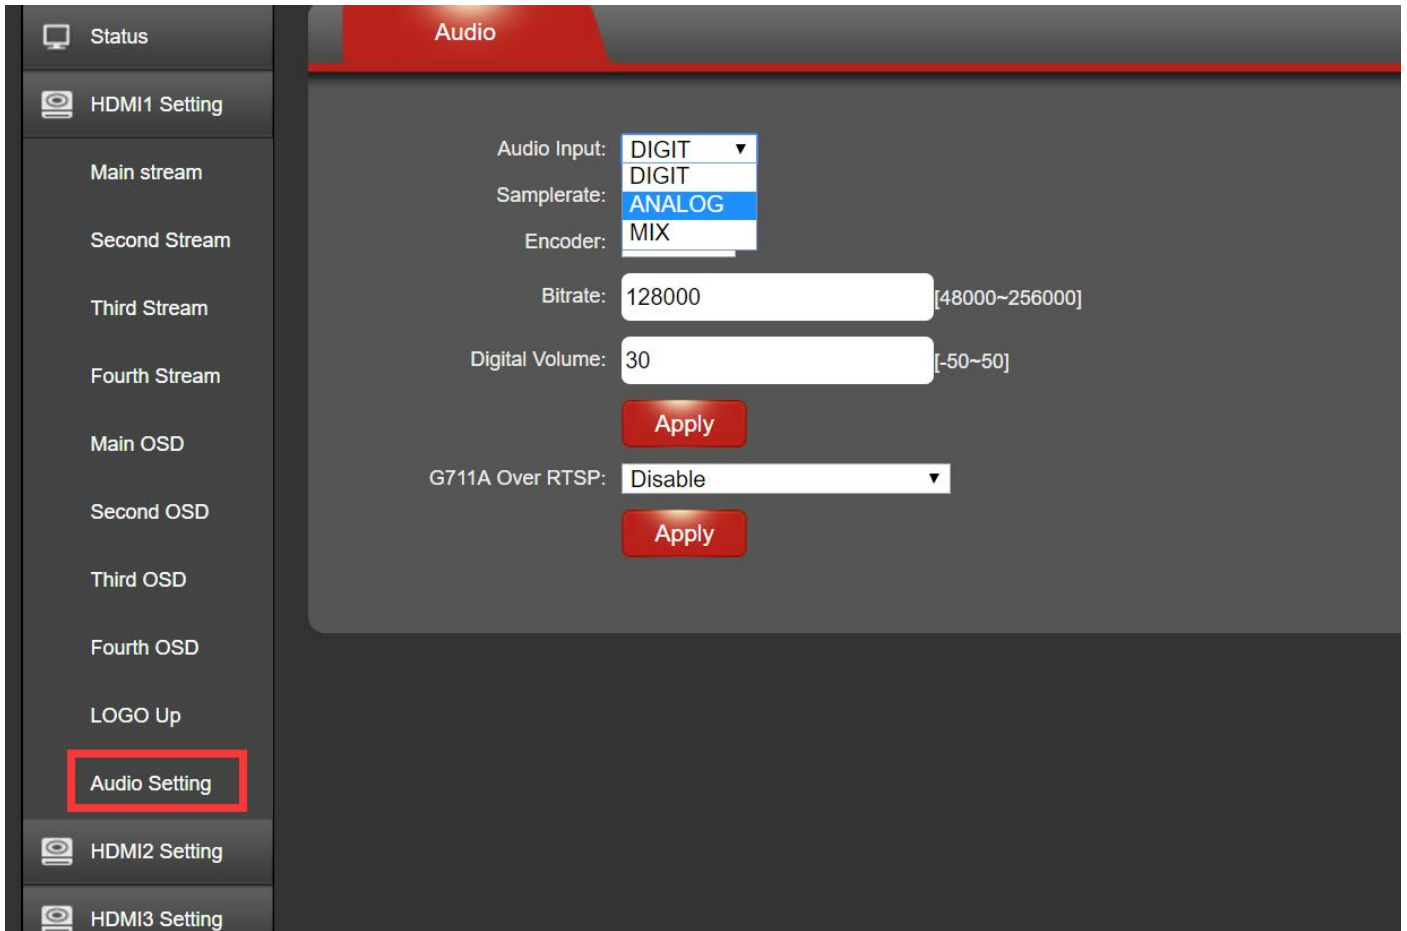 Status
HDMI1 Setting
Main stream
Second Stream
Third Stream
Fourth Stream
Main OSD
Second OSD
Third OSD
Fourth OSD
LOGO Up
Audio Setting
HDMI2 Setting
HDMI3 Setting
Audio
Audio Input: DIGIT
DIGIT
Samplerate: ANALOG
Encoder: MIX
Bitrate: 128000 [48000~256000]
Digital Volume: 30 [-50~50]
Apply
G711A Over RTSP: Disable
Apply